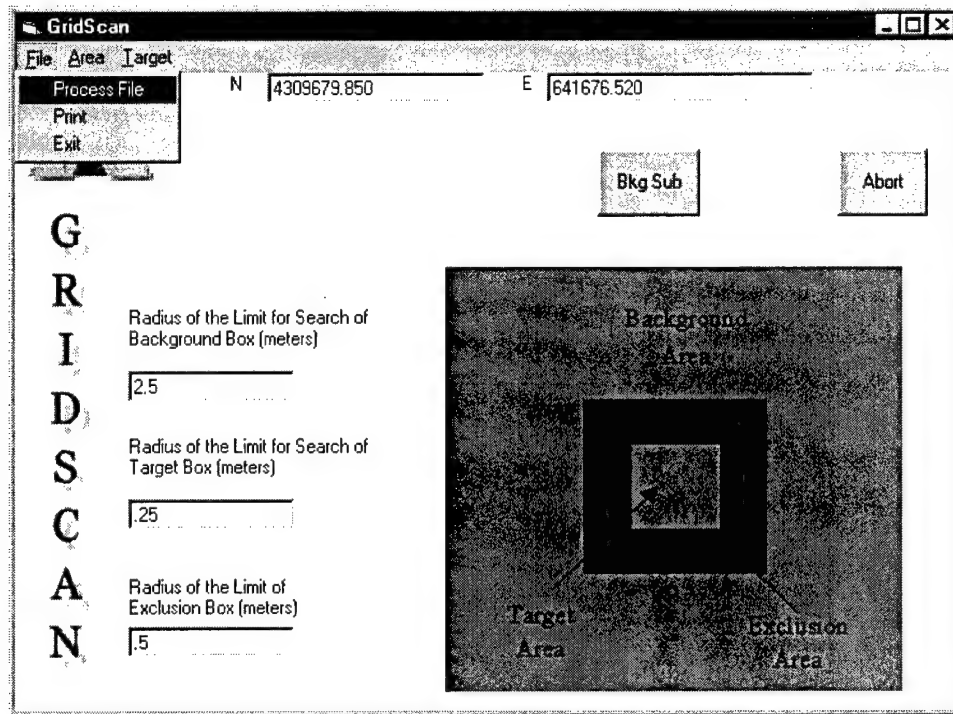 GridScan
File Area Target
Process File
Print
Exit
N 4309679.850 E 641676.520
Bkg Sub
Abort
G
R
I
D
S
C
A
N
Radius of the Limit for Search of
Background Box (meters)
2.5
Radius of the Limit for Search of
Target Box (meters)
.25
Radius of the Limit of
Exclusion Box (meters)
.5
Background
Area
Target
Area
Exclusion
Area